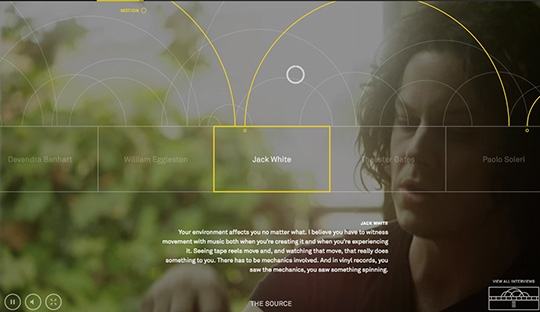 MOTION
Devendra Banhart
William Eggleston
Jack White
Theaster Gates
Paolo Soleri
JACK WHITE
Your environment affects you no matter what. I believe you have to witness
movement with music both when you're creating it and when you're experiencing
it. Seeing tape reels move and, and watching that move, that really does
something to you. There has to be mechanics involved. And in vinyl records, you
saw the mechanics, you saw something spinning.
VIEW ALL INTERVIEWS
THE SOURCE